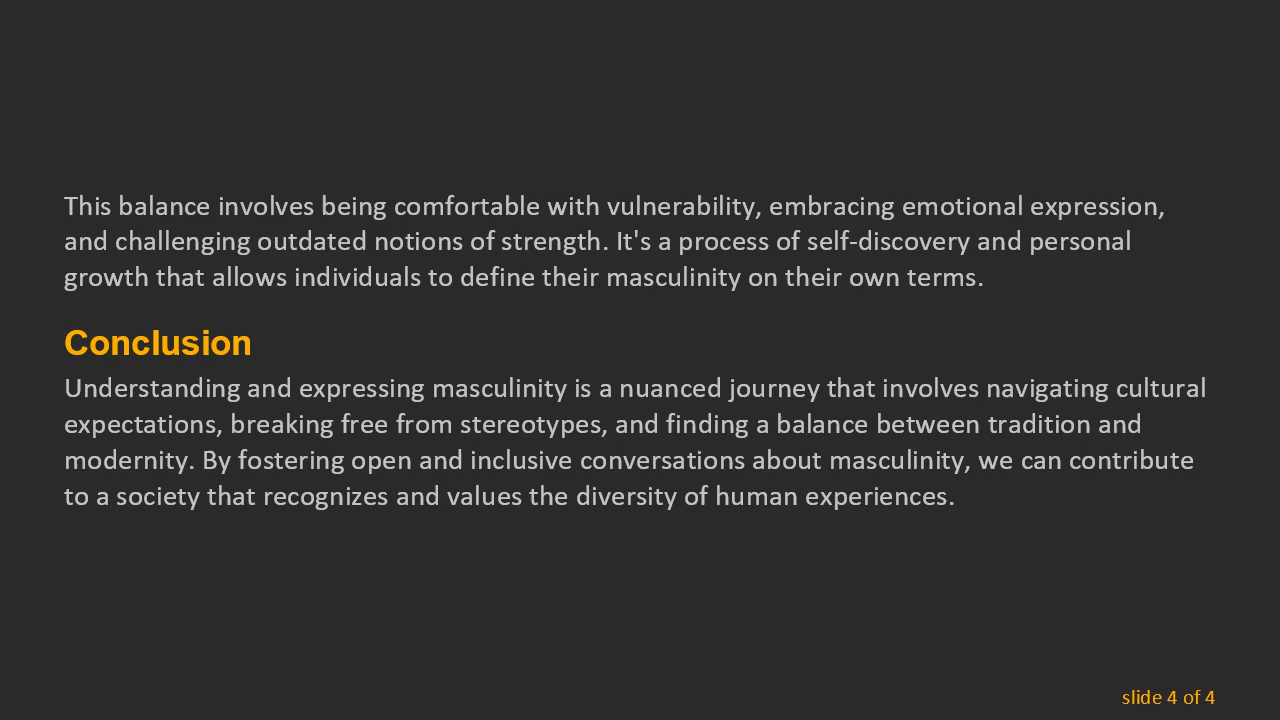 This balance involves being comfortable with vulnerability, embracing emotional expression,
and challenging outdated notions of strength. It's a process of self-discovery and personal
growth that allows individuals to define their masculinity on their own terms.
Conclusion
Understanding and expressing masculinity is a nuanced journey that involves navigating cultural
expectations, breaking free from stereotypes, and finding a balance between tradition and
modernity. By fostering open and inclusive conversations about masculinity, we can contribute
to a society that recognizes and values the diversity of human experiences.
slide 4 of 4